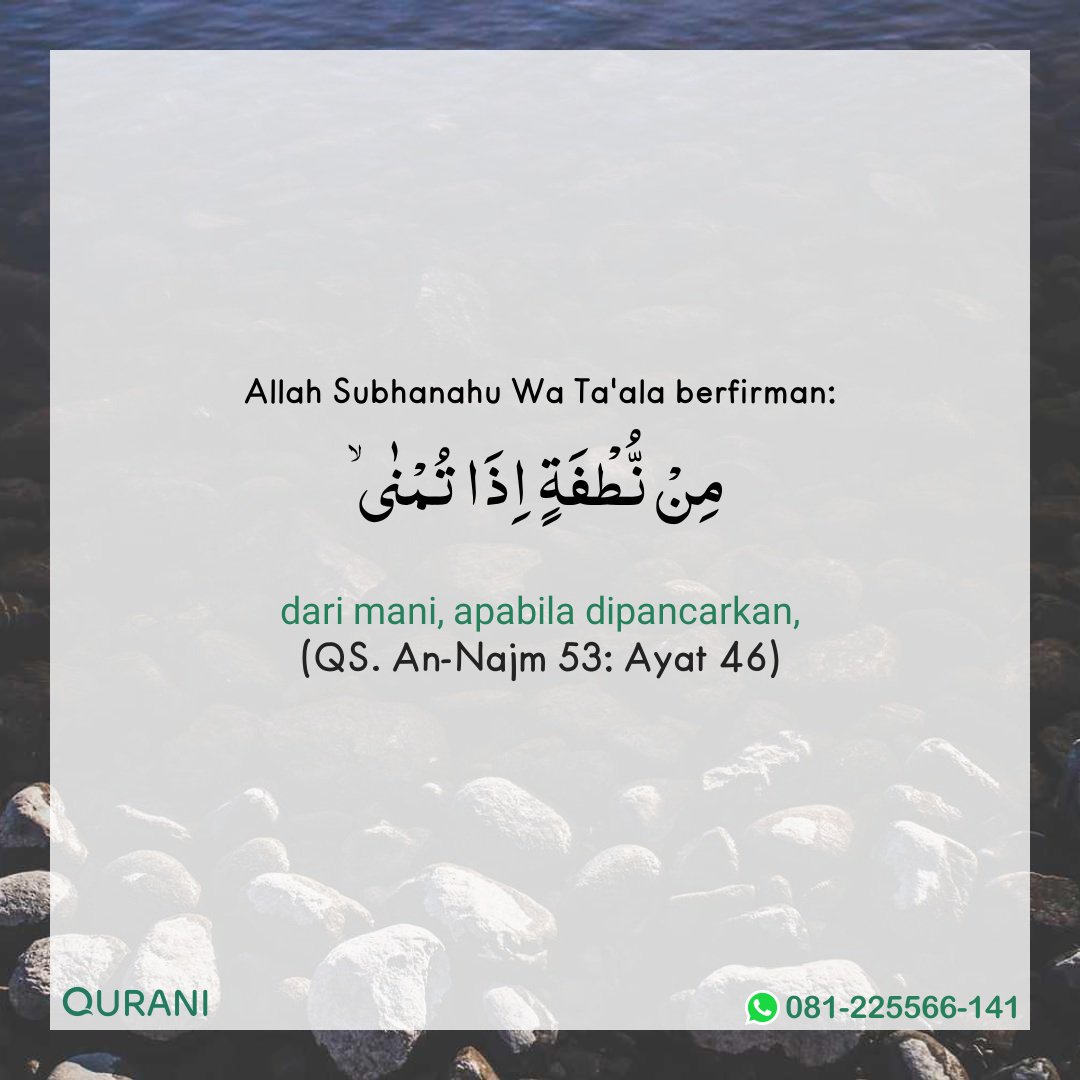 Allah Subhanahu Wa Ta'ala berfirman:
مِنْ نُّطْفَةٍ اِذَا تُمْنٰىۙ
dari mani, apabila dipancarkan,
(QS. An-Najm 53: Ayat 46)
QURANI
081-225566-141